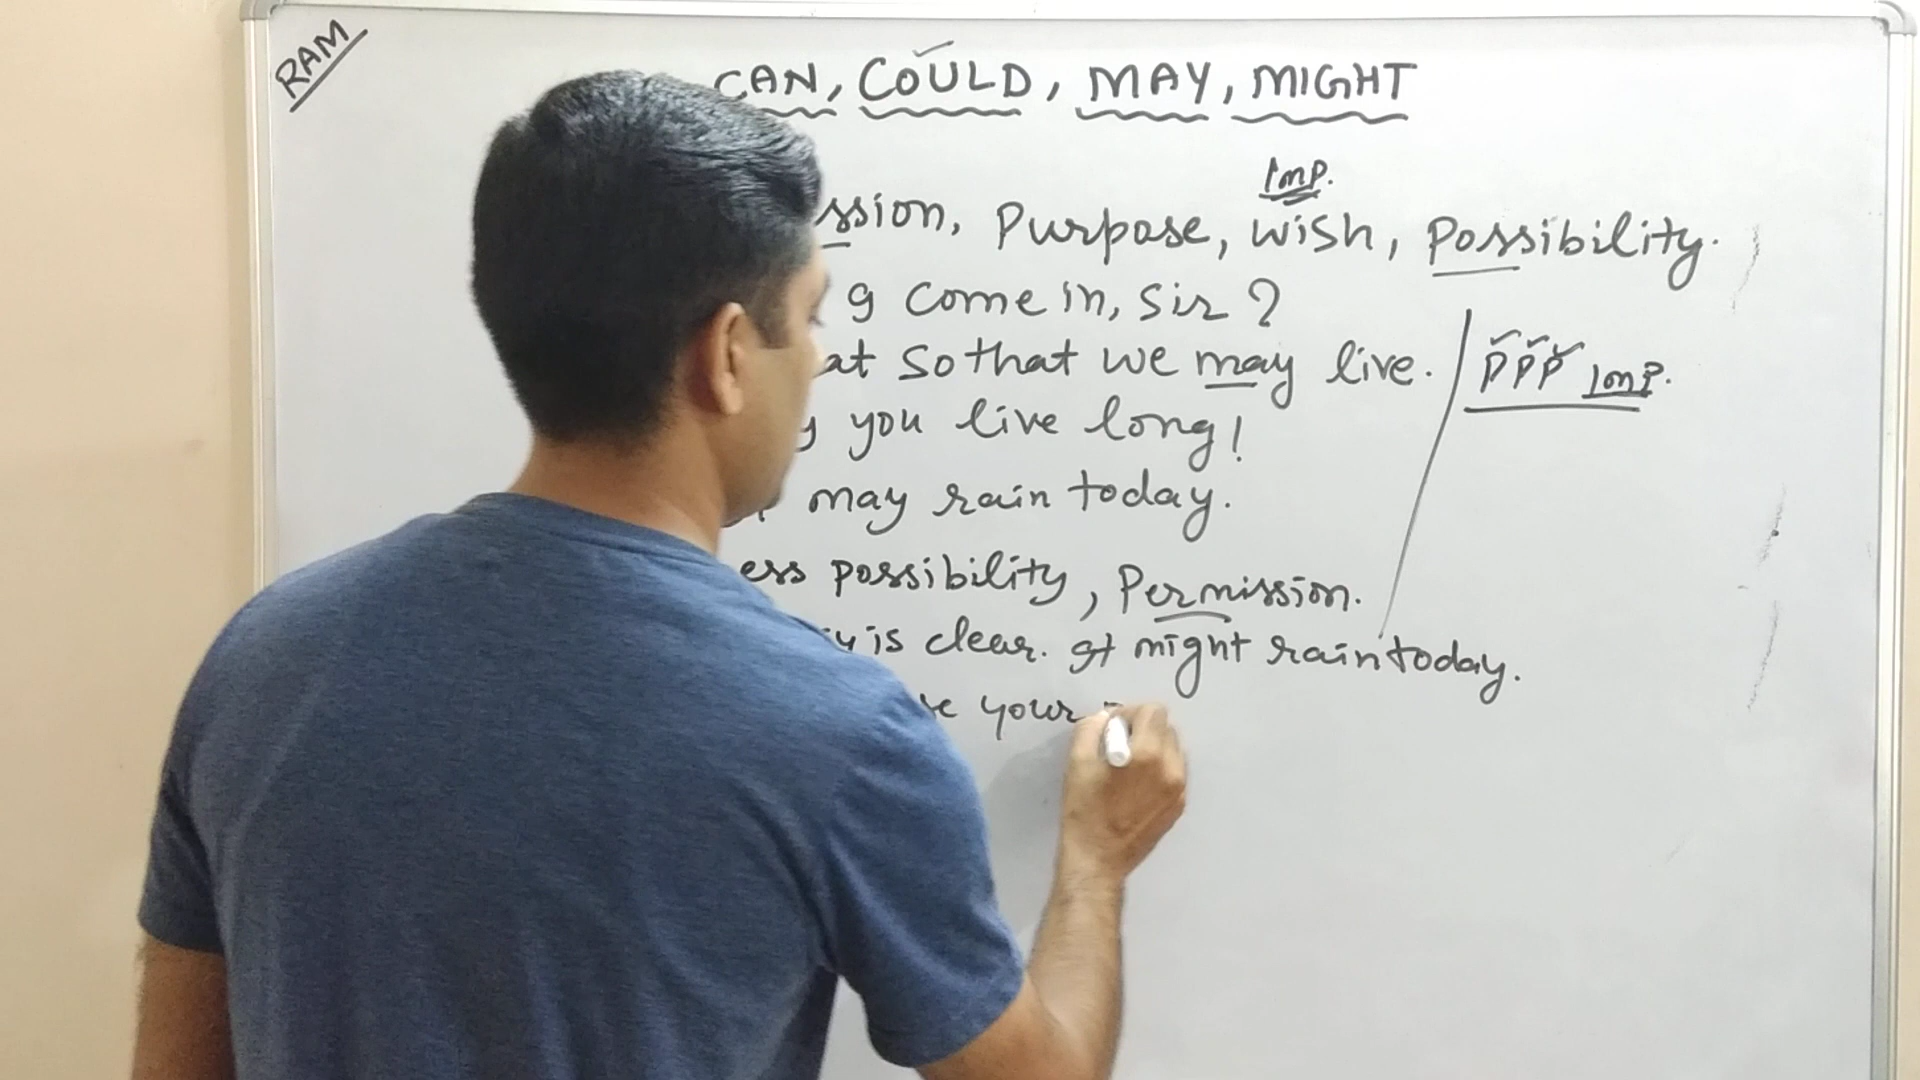 RAM
CAN, COULD, MAY, MIGHT
Imp.
ssion, Purpose, Wish, Possibility.
I come in, Sir ?
at so that we may live.
PPP Imp.
y you live long!
may rain today.
ess possibility, Permission.
y is clear. It might rain today.
your